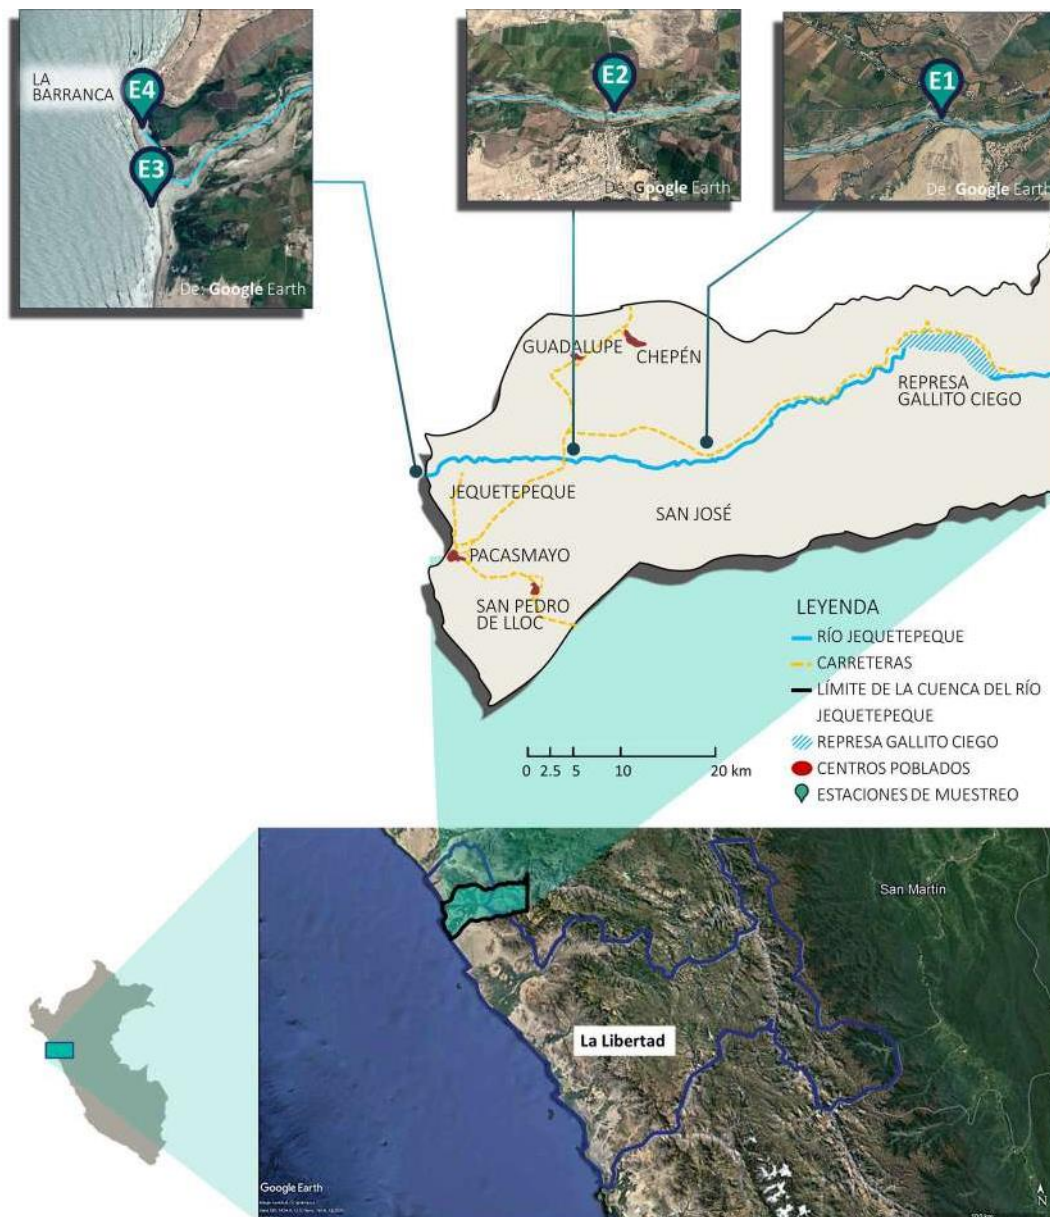 LA
BARRANCA
E4
E3
De: Google Earth
E2
De: Google Earth
E1
De: Google Earth
GUADALUPE
CHEPÉN
REPRESA
GALLITO CIEGO
JEQUETEPEQUE
SAN JOSÉ
PACASMAYO
SAN PEDRO
DE LLOC
LEYENDA
RÍO JEQUETEPEQUE
CARRETERAS
LÍMITE DE LA CUENCA DEL RÍO
JEQUETEPEQUE
REPRESA GALLITO CIEGO
CENTROS POBLADOS
ESTACIONES DE MUESTREO
0 2.5 5 10 20 km
San Martín
La Libertad
Google Earth
N